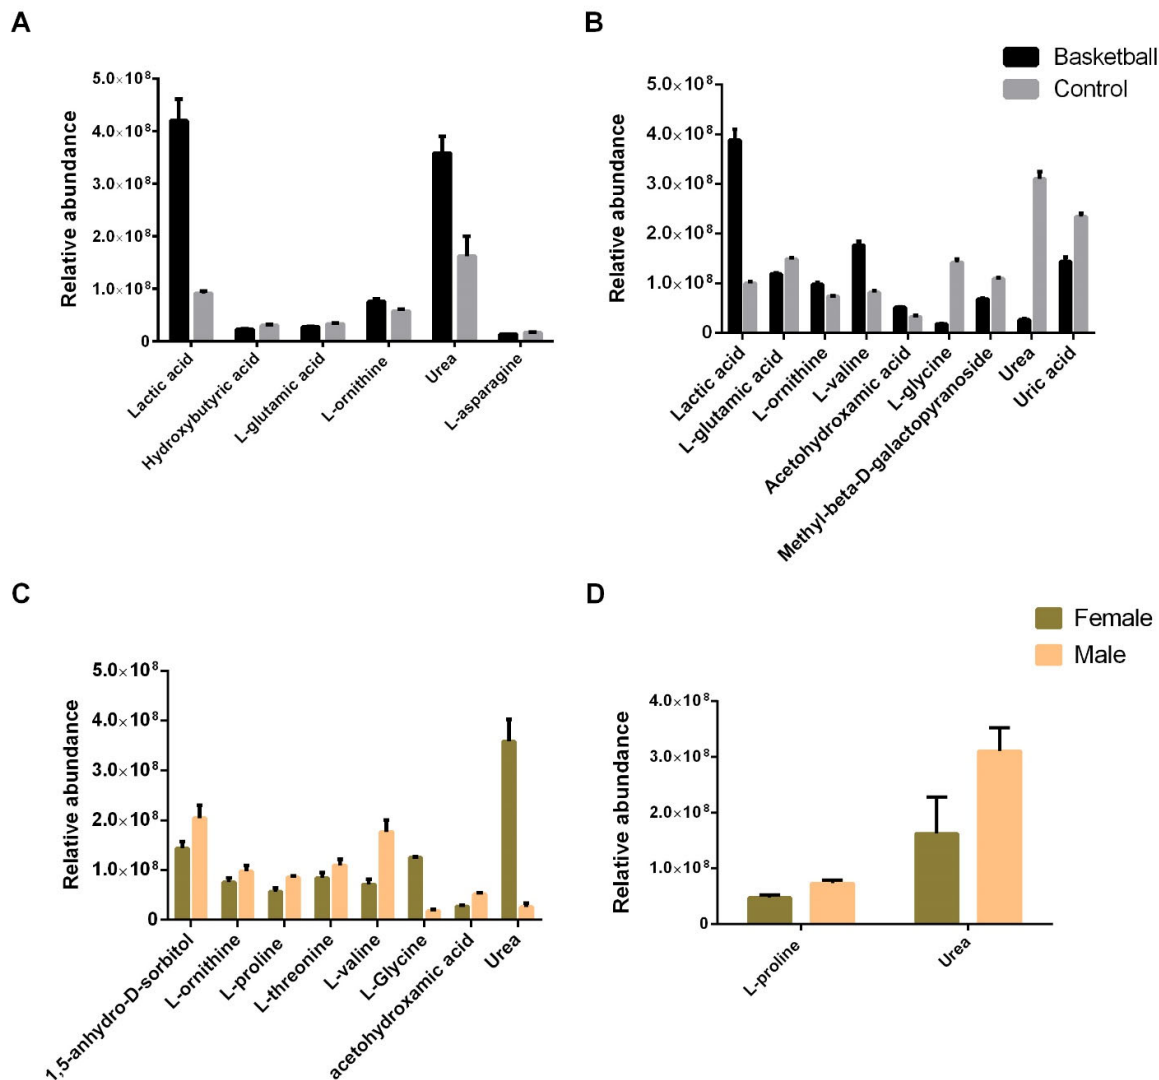 A
Relative abundance
5.0×10⁸
4.0×10⁸
3.0×10⁸
2.0×10⁸
1.0×10⁸
0
Lactic acid
Hydroxybutyric acid
L-glutamic acid
L-ornithine
Urea
L-asparagine
B
Basketball
Control
Relative abundance
5.0×10⁸
4.0×10⁸
3.0×10⁸
2.0×10⁸
1.0×10⁸
0
Lactic acid
L-glutamic acid
L-ornithine
L-valine
Acetohydroxamic acid
L-glycine
Methyl-beta-D-galactopyranoside
Urea
Uric acid
C
Relative abundance
5.0×10⁸
4.0×10⁸
3.0×10⁸
2.0×10⁸
1.0×10⁸
0
1,5-anhydro-D-sorbitol
L-ornithine
L-proline
L-threonine
L-valine
L-Glycine
acetohydroxamic acid
Urea
D
Female
Male
Relative abundance
4.0×10⁸
3.0×10⁸
2.0×10⁸
1.0×10⁸
0
L-proline
Urea